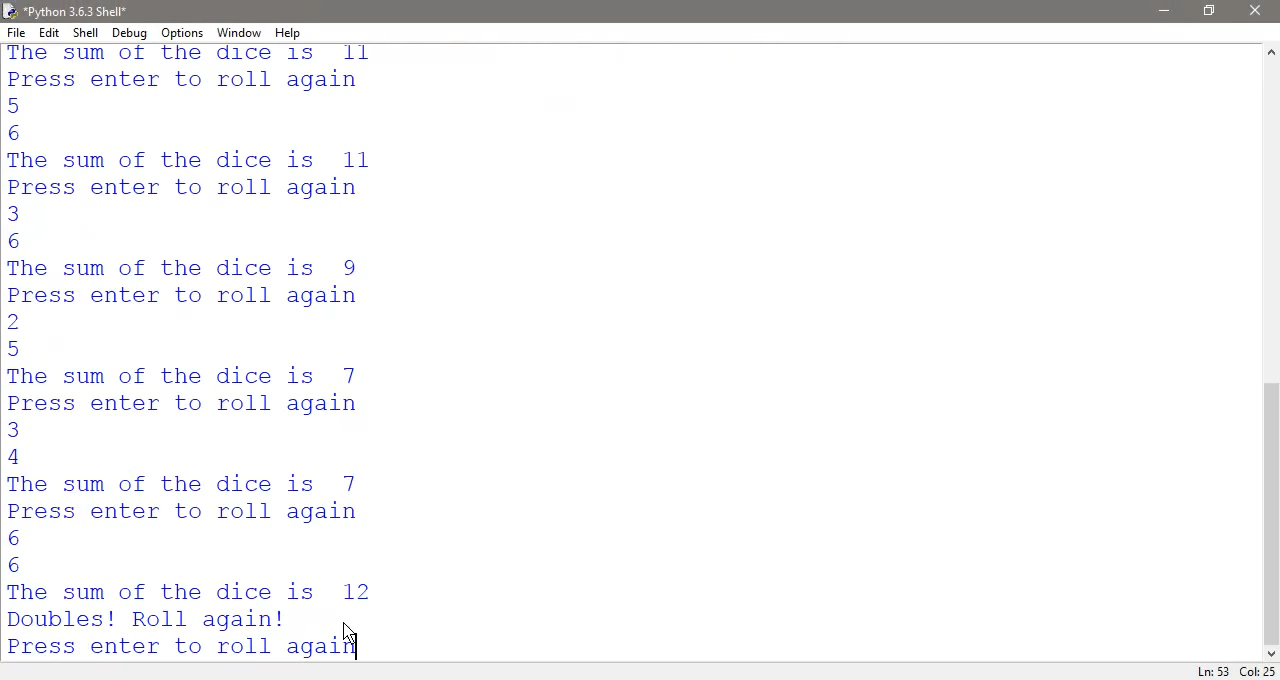 *Python 3.6.3 Shell*
File Edit Shell Debug Options Window Help
The sum of the dice is  11
Press enter to roll again
5
6
The sum of the dice is  11
Press enter to roll again
3
6
The sum of the dice is  9
Press enter to roll again
2
5
The sum of the dice is  7
Press enter to roll again
3
4
The sum of the dice is  7
Press enter to roll again
6
6
The sum of the dice is  12
Doubles! Roll again!
Press enter to roll again
Ln: 53 Col: 25